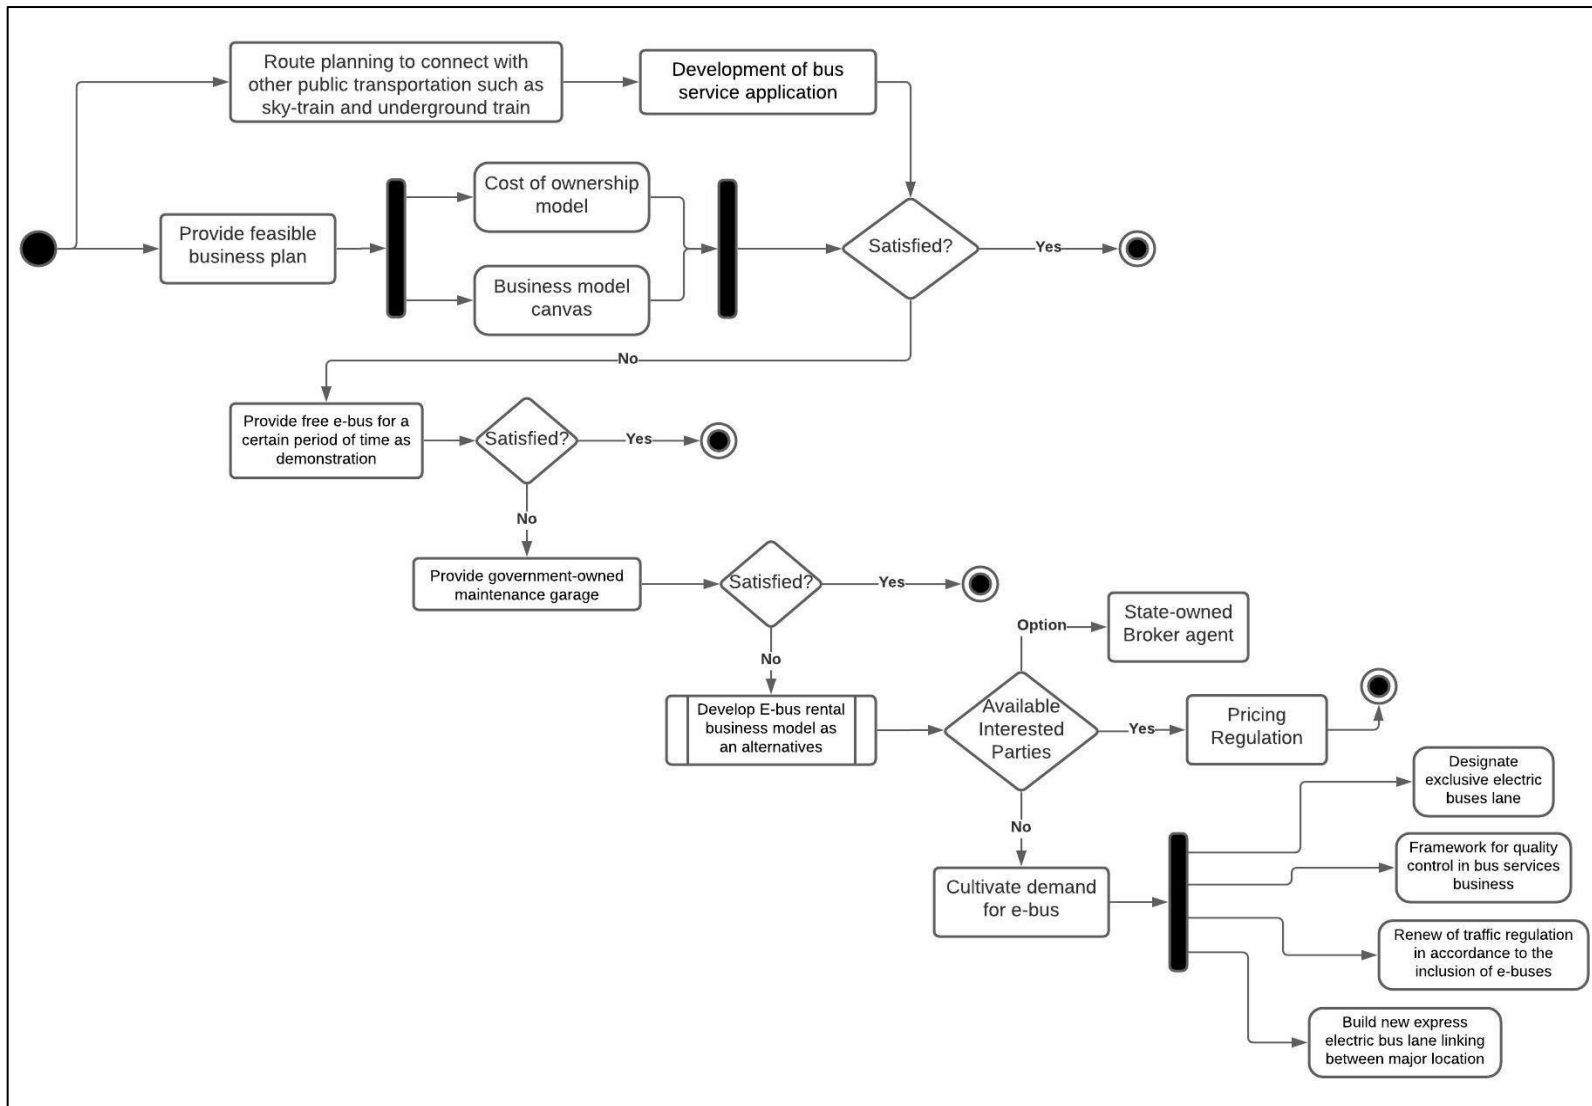 Route planning to connect with
other public transportation such as
sky-train and underground train
Development of bus
service application
Provide feasible
business plan
Cost of ownership
model
Business model
canvas
Satisfied?
Yes
No
Provide free e-bus for a
certain period of time as
demonstration
Satisfied?
Yes
No
Provide government-owned
maintenance garage
Satisfied?
Yes
No
Develop E-bus rental
business model as
an alternatives
Available
Interested
Parties
Option
State-owned
Broker agent
Yes
Pricing
Regulation
No
Cultivate demand
for e-bus
Designate
exclusive electric
buses lane
Framework for quality
control in bus services
business
Renew of traffic regulation
in accordance to the
inclusion of e-buses
Build new express
electric bus lane linking
between major location